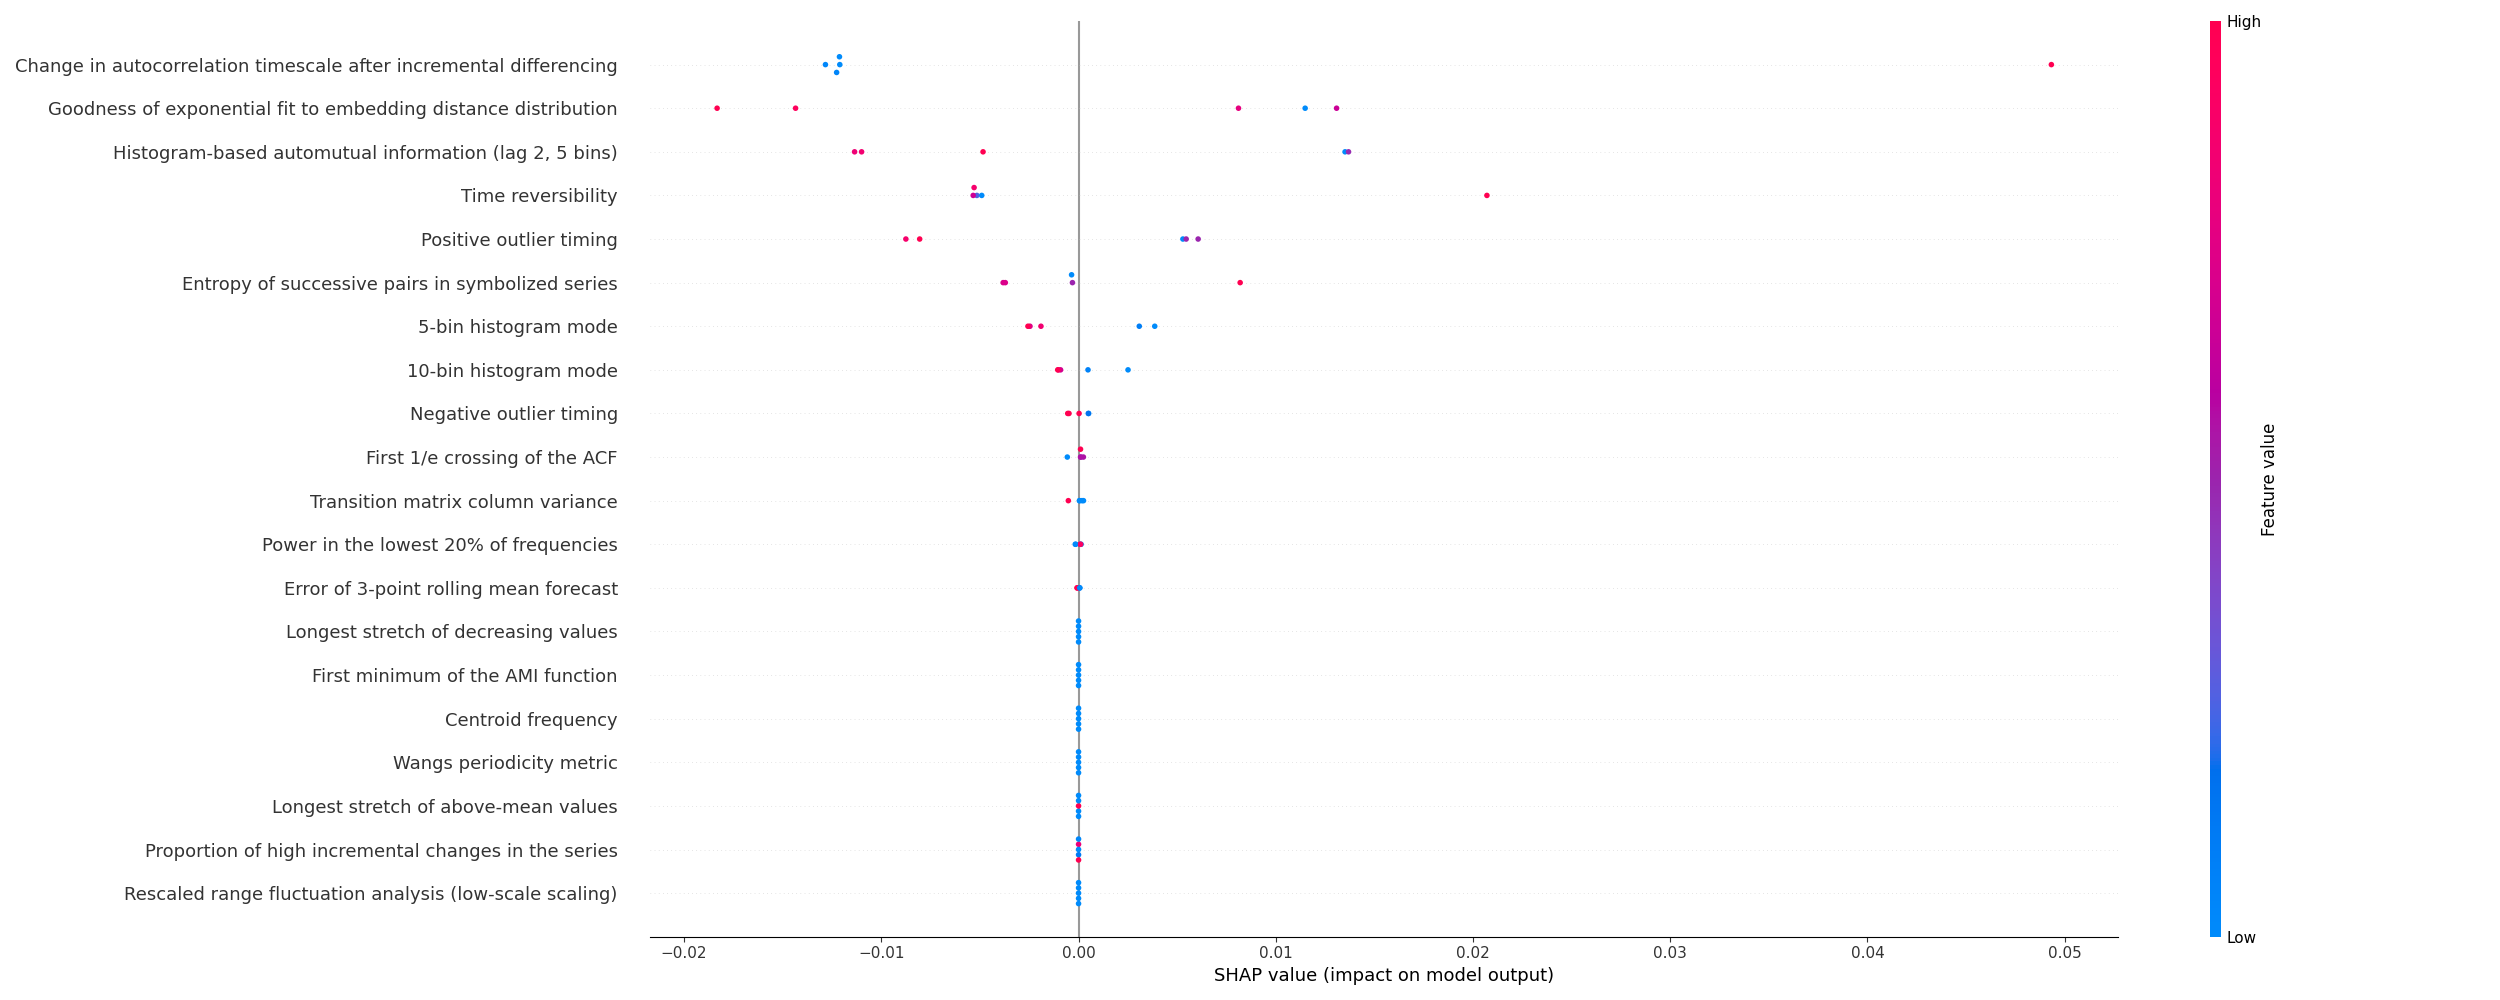 High
Change in autocorrelation timescale after incremental differencing
Goodness of exponential fit to embedding distance distribution
Histogram-based automutual information (lag 2, 5 bins)
Time reversibility
Positive outlier timing
Entropy of successive pairs in symbolized series
5-bin histogram mode
10-bin histogram mode
Negative outlier timing
First 1/e crossing of the ACF
Transition matrix column variance
Power in the lowest 20% of frequencies
Error of 3-point rolling mean forecast
Longest stretch of decreasing values
First minimum of the AMI function
Centroid frequency
Wangs periodicity metric
Longest stretch of above-mean values
Proportion of high incremental changes in the series
Rescaled range fluctuation analysis (low-scale scaling)
Feature value
Low
−0.02 −0.01 0.00 0.01 0.02 0.03 0.04 0.05
SHAP value (impact on model output)